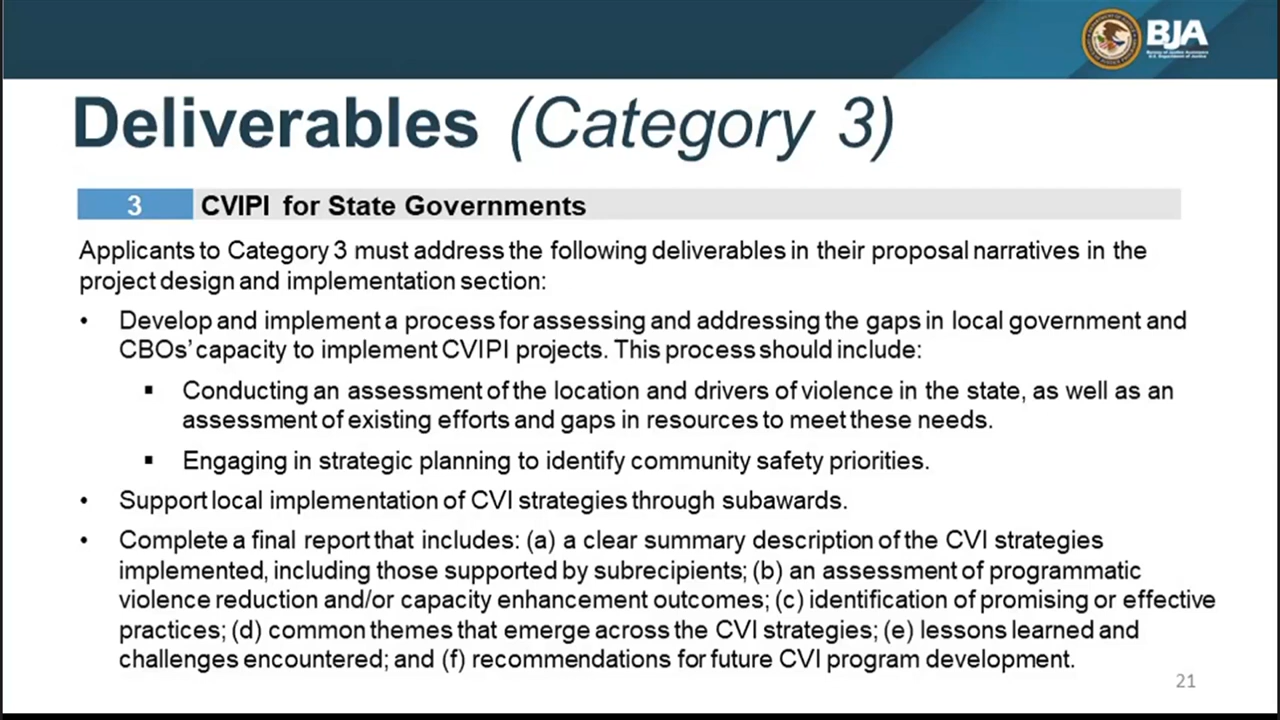 BJA
Bureau of Justice Assistance
U.S. Department of Justice
Deliverables (Category 3)
3 CVIPI for State Governments
Applicants to Category 3 must address the following deliverables in their proposal narratives in the
project design and implementation section:
• Develop and implement a process for assessing and addressing the gaps in local government and
CBOs' capacity to implement CVIPI projects. This process should include:
▪ Conducting an assessment of the location and drivers of violence in the state, as well as an
assessment of existing efforts and gaps in resources to meet these needs.
▪ Engaging in strategic planning to identify community safety priorities.
• Support local implementation of CVI strategies through subawards.
• Complete a final report that includes: (a) a clear summary description of the CVI strategies
implemented, including those supported by subrecipients; (b) an assessment of programmatic
violence reduction and/or capacity enhancement outcomes; (c) identification of promising or effective
practices; (d) common themes that emerge across the CVI strategies; (e) lessons learned and
challenges encountered; and (f) recommendations for future CVI program development.
21